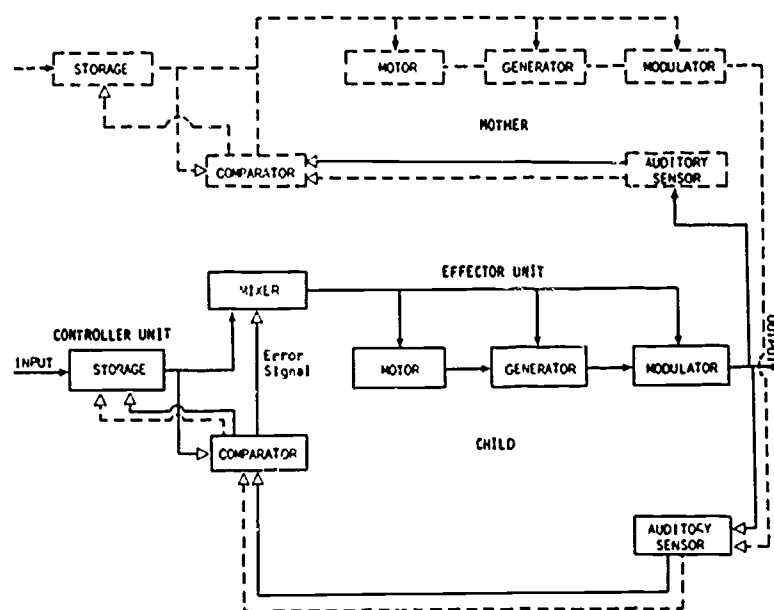 STORAGE
MOTOR
GENERATOR
MODULATOR
MOTHER
COMPARATOR
AUDITORY
SENSOR
MIXER
EFFECTOR UNIT
CONTROLLER UNIT
INPUT
STORAGE
Error
Signal
MOTOR
GENERATOR
MODULATOR
OUTPUT
COMPARATOR
CHILD
AUDITORY
SENSOR